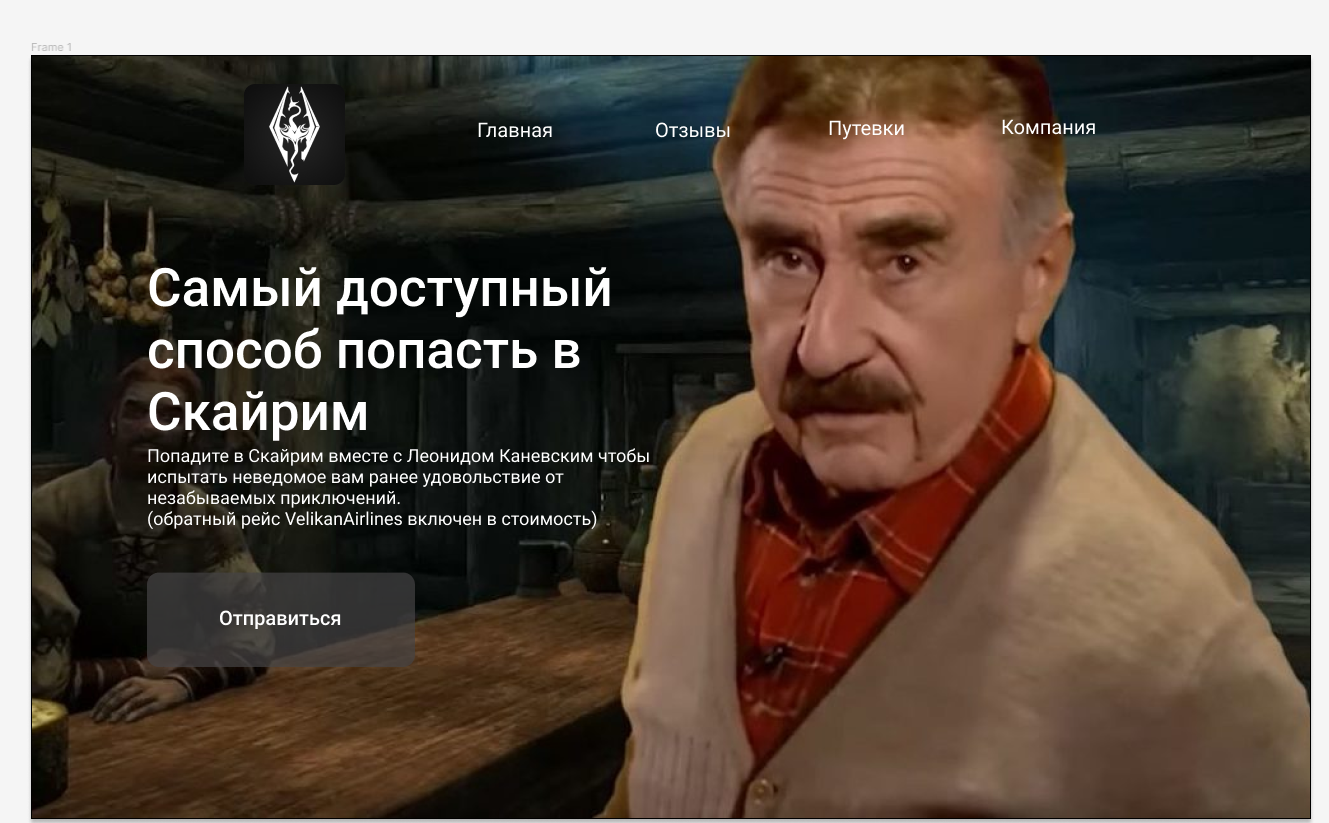 Frame 1
Главная
Отзывы
Путевки
Компания
Самый доступный
способ попасть в
Скайрим
Попадите в Скайрим вместе с Леонидом Каневским чтобы
испытать неведомое вам ранее удовольствие от
незабываемых приключений.
(обратный рейс VelikanAirlines включен в стоимость)
Отправиться